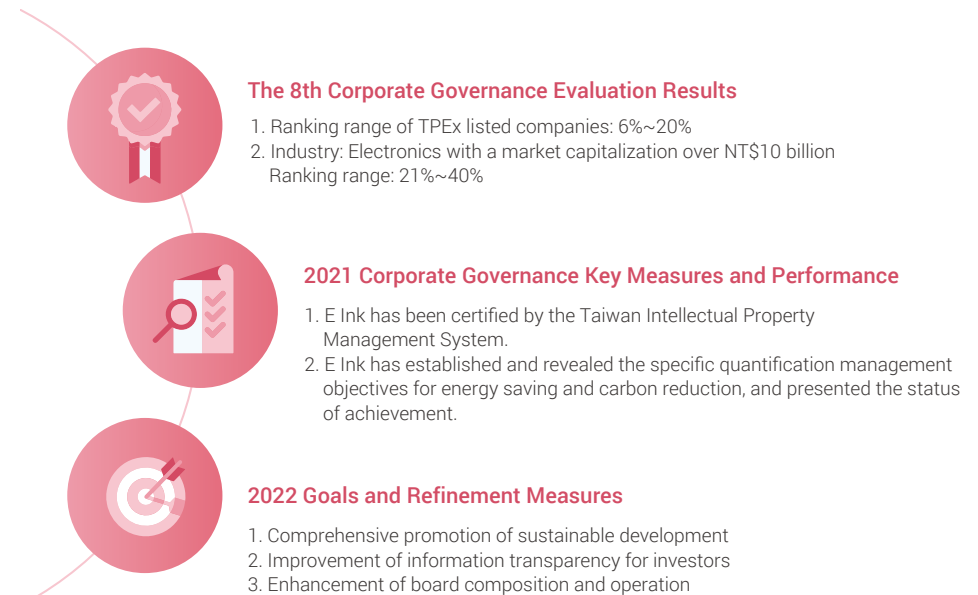 The 8th Corporate Governance Evaluation Results
1. Ranking range of TPEx listed companies: 6%~20%
2. Industry: Electronics with a market capitalization over NT$10 billion
Ranking range: 21%~40%
2021 Corporate Governance Key Measures and Performance
1. E Ink has been certified by the Taiwan Intellectual Property
Management System.
2. E Ink has established and revealed the specific quantification management
objectives for energy saving and carbon reduction, and presented the status
of achievement.
2022 Goals and Refinement Measures
1. Comprehensive promotion of sustainable development
2. Improvement of information transparency for investors
3. Enhancement of board composition and operation